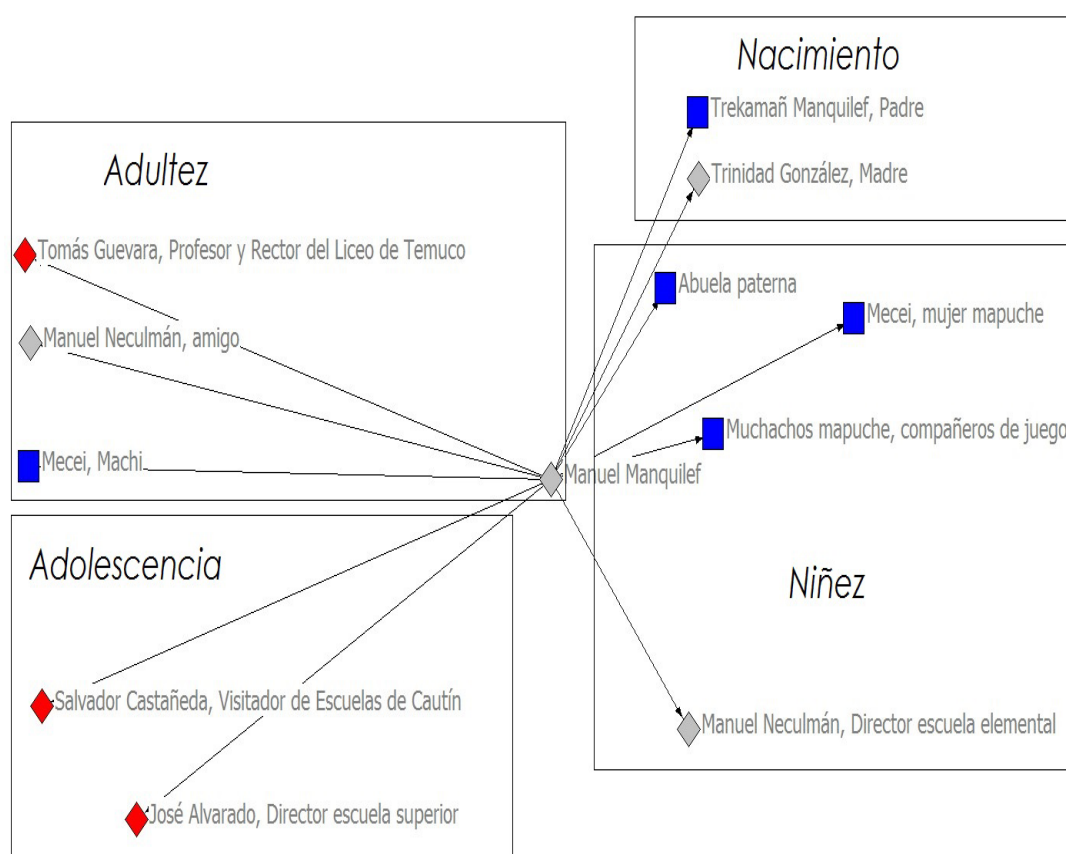 Nacimiento
Trekamañ Manquilef, Padre
Trinidad González, Madre
Adultez
Tomás Guevara, Profesor y Rector del Liceo de Temuco
Manuel Neculmán, amigo
Mecei, Machi
Manuel Manquilef
Abuela paterna
Mecei, mujer mapuche
Muchachos mapuche, compañeros de juego
Niñez
Manuel Neculmán, Director escuela elemental
Adolescencia
Salvador Castañeda, Visitador de Escuelas de Cautín
José Alvarado, Director escuela superior